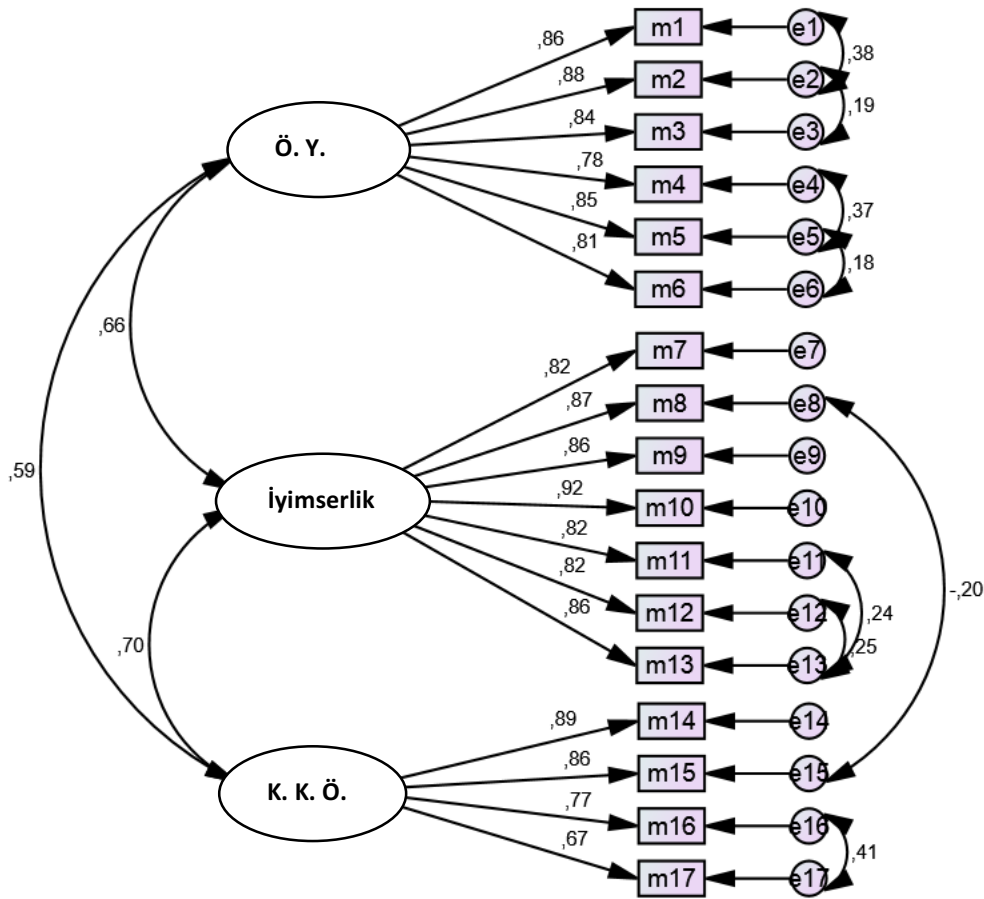 m1
e1
,86
,38
m2
e2
,88
,19
m3
e3
,84
Ö. Y.
,78
m4
e4
,37
,85
m5
e5
,81
,18
m6
e6
,66
m7
e7
,82
m8
e8
,87
m9
e9
,86
,59
İyimserlik
,92
m10
e10
,82
m11
e11
,82
-,20
m12
e12
,24
,86
,25
m13
e13
,70
,89
m14
e14
,86
m15
e15
K. K. Ö.
,77
m16
e16
,67
,41
m17
e17